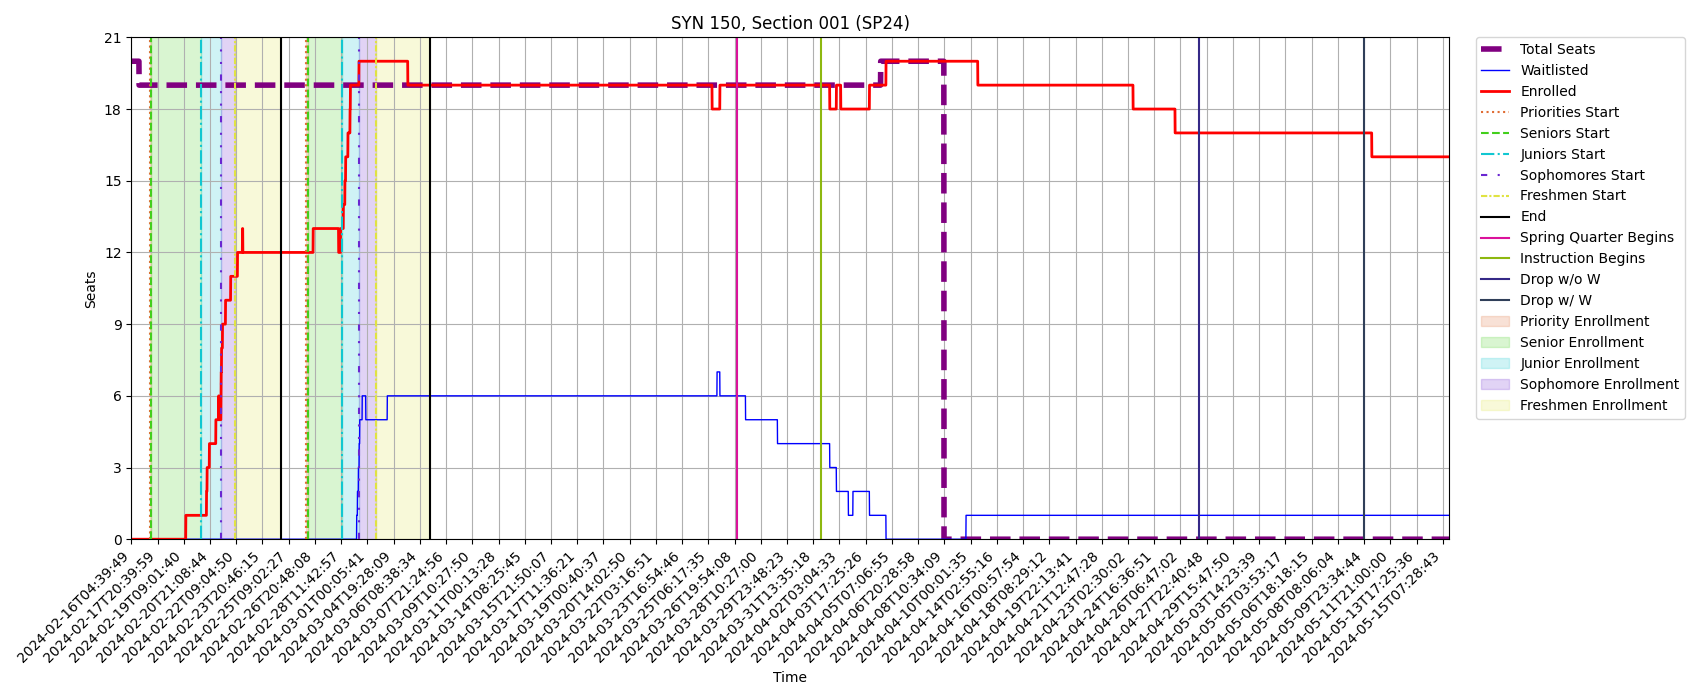 SYN 150, Section 001 (SP24)
21
18
15
12
9
6
3
0
Seats
2024-02-16T04:39:49
2024-02-17T20:39:59
2024-02-19T09:01:40
2024-02-20T21:08:44
2024-02-22T09:04:50
2024-02-23T20:46:15
2024-02-25T09:02:27
2024-02-26T20:48:08
2024-02-28T11:42:57
2024-03-01T00:05:41
2024-03-04T19:28:09
2024-03-06T08:38:34
2024-03-07T21:24:56
2024-03-11T00:13:28
2024-03-14T08:25:45
2024-03-15T21:50:07
2024-03-17T11:36:21
2024-03-19T00:40:37
2024-03-20T14:02:50
2024-03-22T03:16:51
2024-03-23T16:54:46
2024-03-25T06:17:35
2024-03-26T19:54:08
2024-03-28T10:27:00
2024-03-29T23:48:23
2024-03-31T13:35:18
2024-04-02T03:04:33
2024-04-03T17:25:26
2024-04-05T07:06:55
2024-04-06T20:28:58
2024-04-08T10:34:09
2024-04-10T00:01:35
2024-04-14T02:55:16
2024-04-16T00:57:54
2024-04-18T08:29:12
2024-04-19T22:13:41
2024-04-21T12:47:28
2024-04-23T02:30:02
2024-04-24T16:36:51
2024-04-26T06:47:02
2024-04-27T22:40:48
2024-04-29T15:47:50
2024-05-03T14:23:39
2024-05-05T03:53:17
2024-05-06T18:18:15
2024-05-08T08:06:04
2024-05-09T23:34:44
2024-05-11T21:00:00
2024-05-13T17:25:36
2024-05-15T07:28:43
Time
Total Seats
Waitlisted
Enrolled
Priorities Start
Seniors Start
Juniors Start
Sophomores Start
Freshmen Start
End
Spring Quarter Begins
Instruction Begins
Drop w/o W
Drop w/ W
Priority Enrollment
Senior Enrollment
Junior Enrollment
Sophomore Enrollment
Freshmen Enrollment